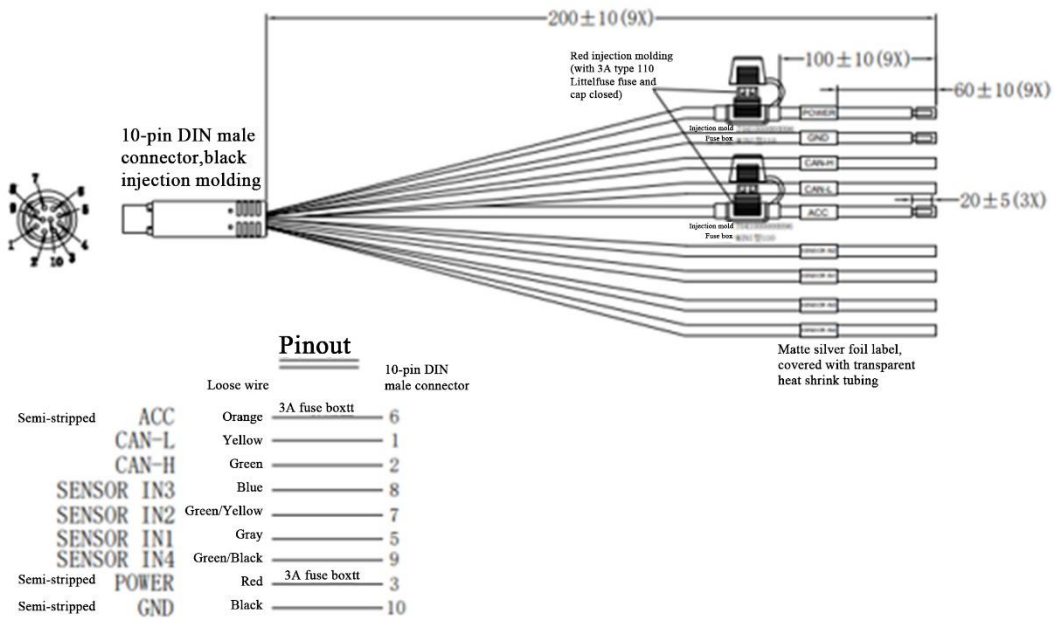 200±10(9X)
Red injection molding
(with 3A type 110
Littelfuse fuse and
cap closed)
100±10(9X)
60±10(9X)
10-pin DIN male
connector,black
injection molding
POWER
Injection mold
Fuse box
GND
CAN-H
CAN-L
20±5(3X)
ACC
Injection mold
Fuse box
7
8
6
9
5
1
4
2
10
3
Matte silver foil label,
covered with transparent
heat shrink tubing
Pinout
Loose wire
10-pin DIN
male connector
Semi-stripped ACC Orange 3A fuse boxtt 6
CAN-L Yellow 1
CAN-H Green 2
SENSOR IN3 Blue 8
SENSOR IN2 Green/Yellow 7
SENSOR IN1 Gray 5
SENSOR IN4 Green/Black 9
Semi-stripped POWER Red 3A fuse boxtt 3
Semi-stripped GND Black 10